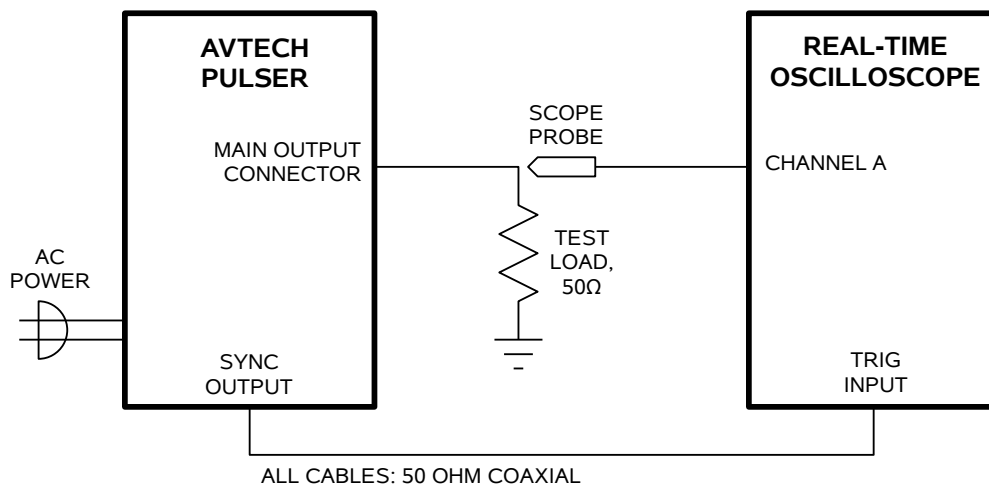 AVTECH
PULSER
MAIN OUTPUT
CONNECTOR
AC
POWER
SYNC
OUTPUT
SCOPE
PROBE
TEST
LOAD,
50Ω
REAL-TIME
OSCILLOSCOPE
CHANNEL A
TRIG
INPUT
ALL CABLES: 50 OHM COAXIAL